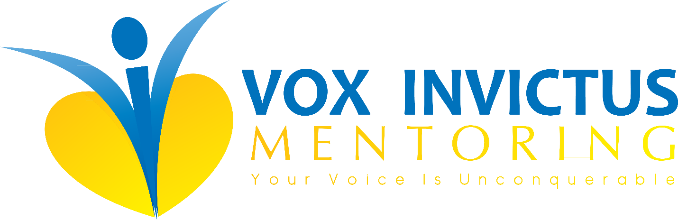 VOX INVICTUS
MENTORING
Your Voice Is Unconquerable